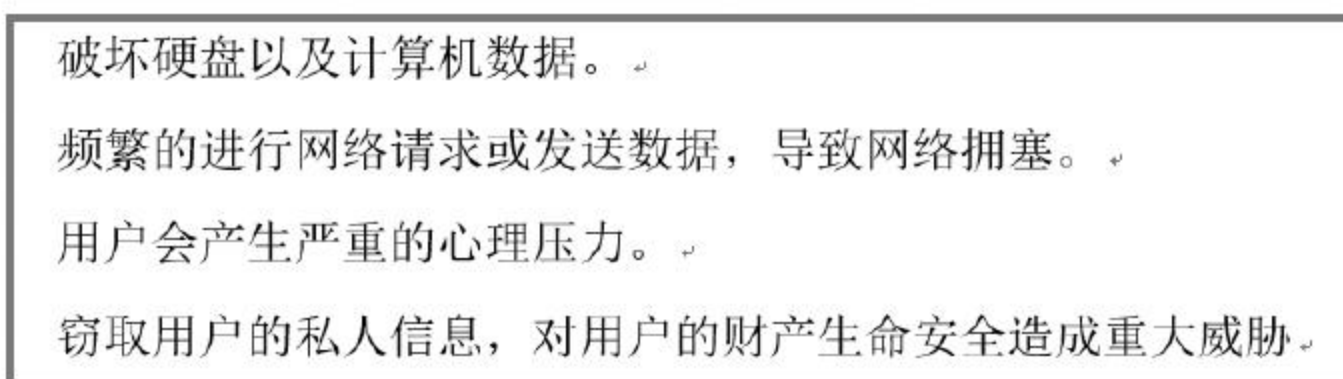 破坏硬盘以及计算机数据。
频繁的进行网络请求或发送数据，导致网络拥塞。
用户会产生严重的心理压力。
窃取用户的私人信息，对用户的财产生命安全造成重大威胁